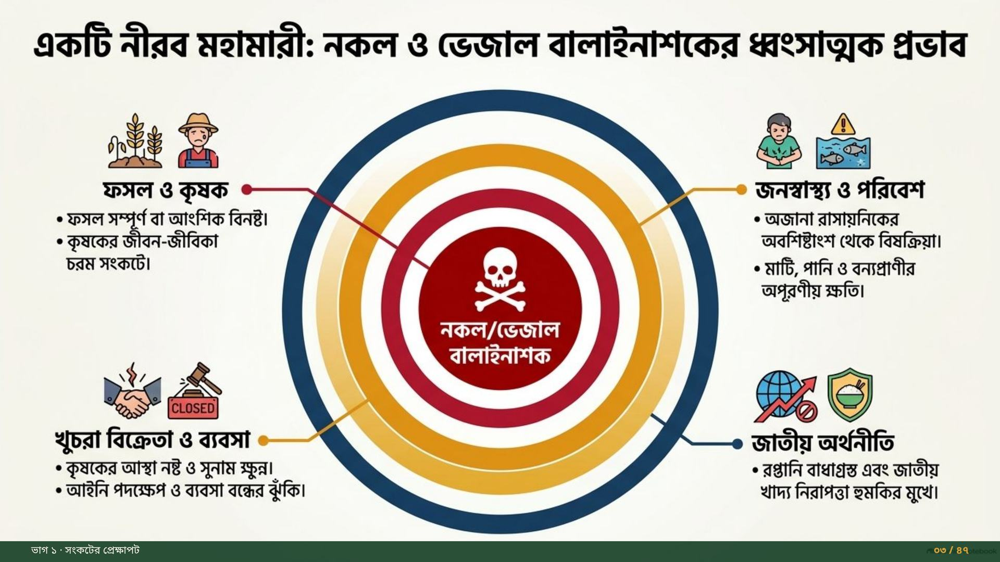 একটি নীরব মহামারী: নকল ও ভেজাল বালাইনাশকের ধ্বংসাত্মক প্রভাব
ফসল ও কৃষক
• ফসল সম্পূর্ণ বা আংশিক বিনষ্ট।
• কৃষকের জীবন-জীবিকা
চরম সংকটে।
জনস্বাস্থ্য ও পরিবেশ
• অজানা রাসায়নিকের
অবশিষ্টাংশ থেকে বিষক্রিয়া।
• মাটি, পানি ও বন্যপ্রাণীর
অপূরণীয় ক্ষতি।
নকল/ভেজাল
বালাইনাশক
CLOSED
খুচরা বিক্রেতা ও ব্যবসা
• কৃষকের আস্থা নষ্ট ও সুনাম ক্ষুন্ন।
• আইনি পদক্ষেপ ও ব্যবসা বন্ধের ঝুঁকি।
জাতীয় অর্থনীতি
• রপ্তানি বাধাগ্রস্ত এবং জাতীয়
খাদ্য নিরাপত্তা হুমকির মুখে।
ভাগ ১ · সংকটের প্রেক্ষাপট
০৩ / ৪৭